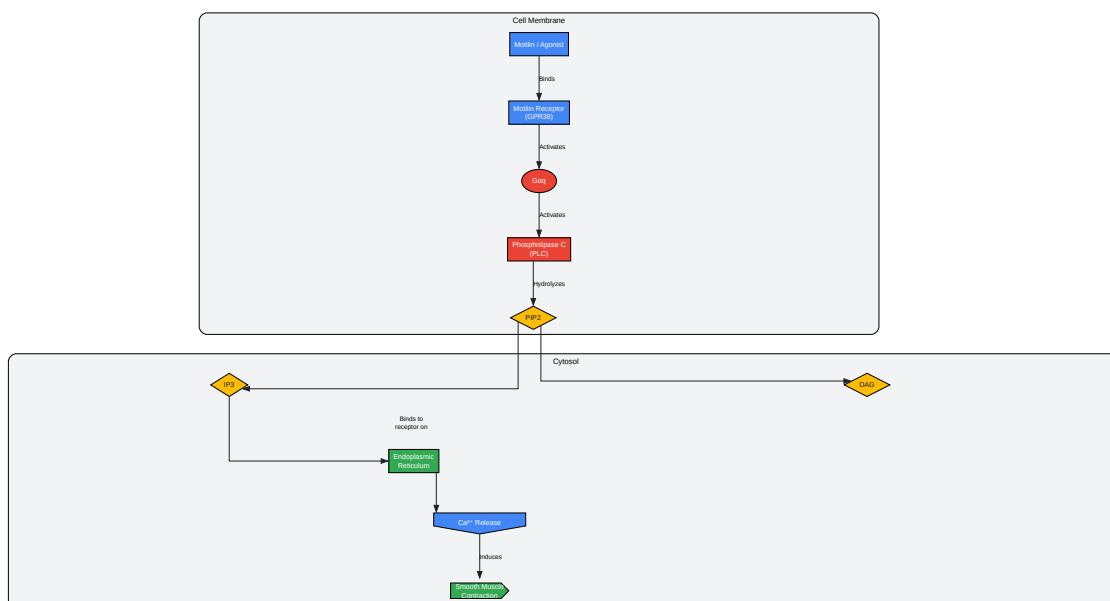 Cell Membrane
Motilin / Agonist
Binds
Motilin Receptor
(GPR38)
Activates
Gαq
Activates
Phospholipase C
(PLC)
Hydrolyzes
PIP2
Cytosol
IP3
DAG
Binds to
receptor on
Endoplasmic
Reticulum
Ca²⁺ Release
Induces
Smooth Muscle
Contraction